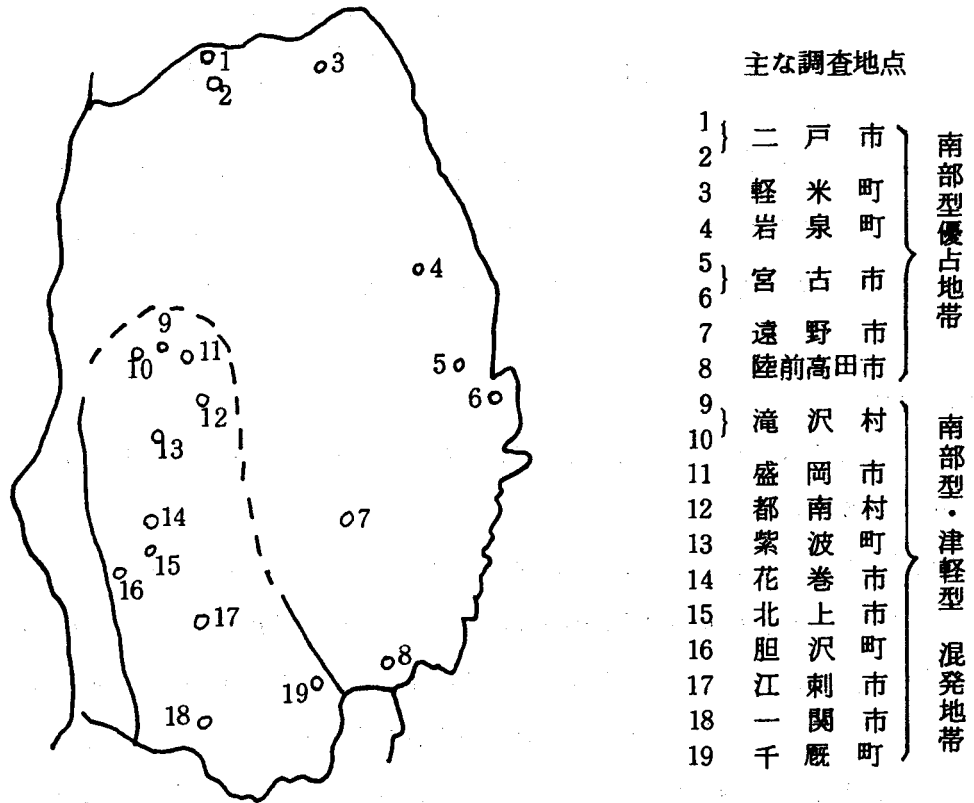 1
2
3
4
5
6
7
8
9
10
11
12
13
14
15
16
17
18
19
主な調査地点
1
2 } 二戸市
3 軽米町
4 岩泉町
5
6 } 宮古市
7 遠野市
8 陸前高田市
南部型優占地帯
9
10 } 滝沢村
11 盛岡市
12 都南村
13 紫波町
14 花巻市
15 北上市
16 胆沢町
17 江刺市
18 一関市
19 千厩町
南部型・津軽型 混発地帯